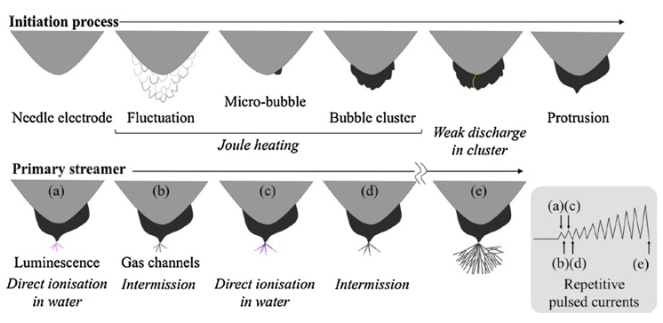 Initiation process
Needle electrode
Fluctuation
Micro-bubble
Bubble cluster
Protrusion
Joule heating
Weak discharge
in cluster
Primary streamer
(a)
(b)
(c)
(d)
(e)
Luminescence
Gas channels
Direct ionisation
in water
Intermission
Direct ionisation
in water
Intermission
(a)(c)
(b)(d)
(e)
Repetitive
pulsed currents